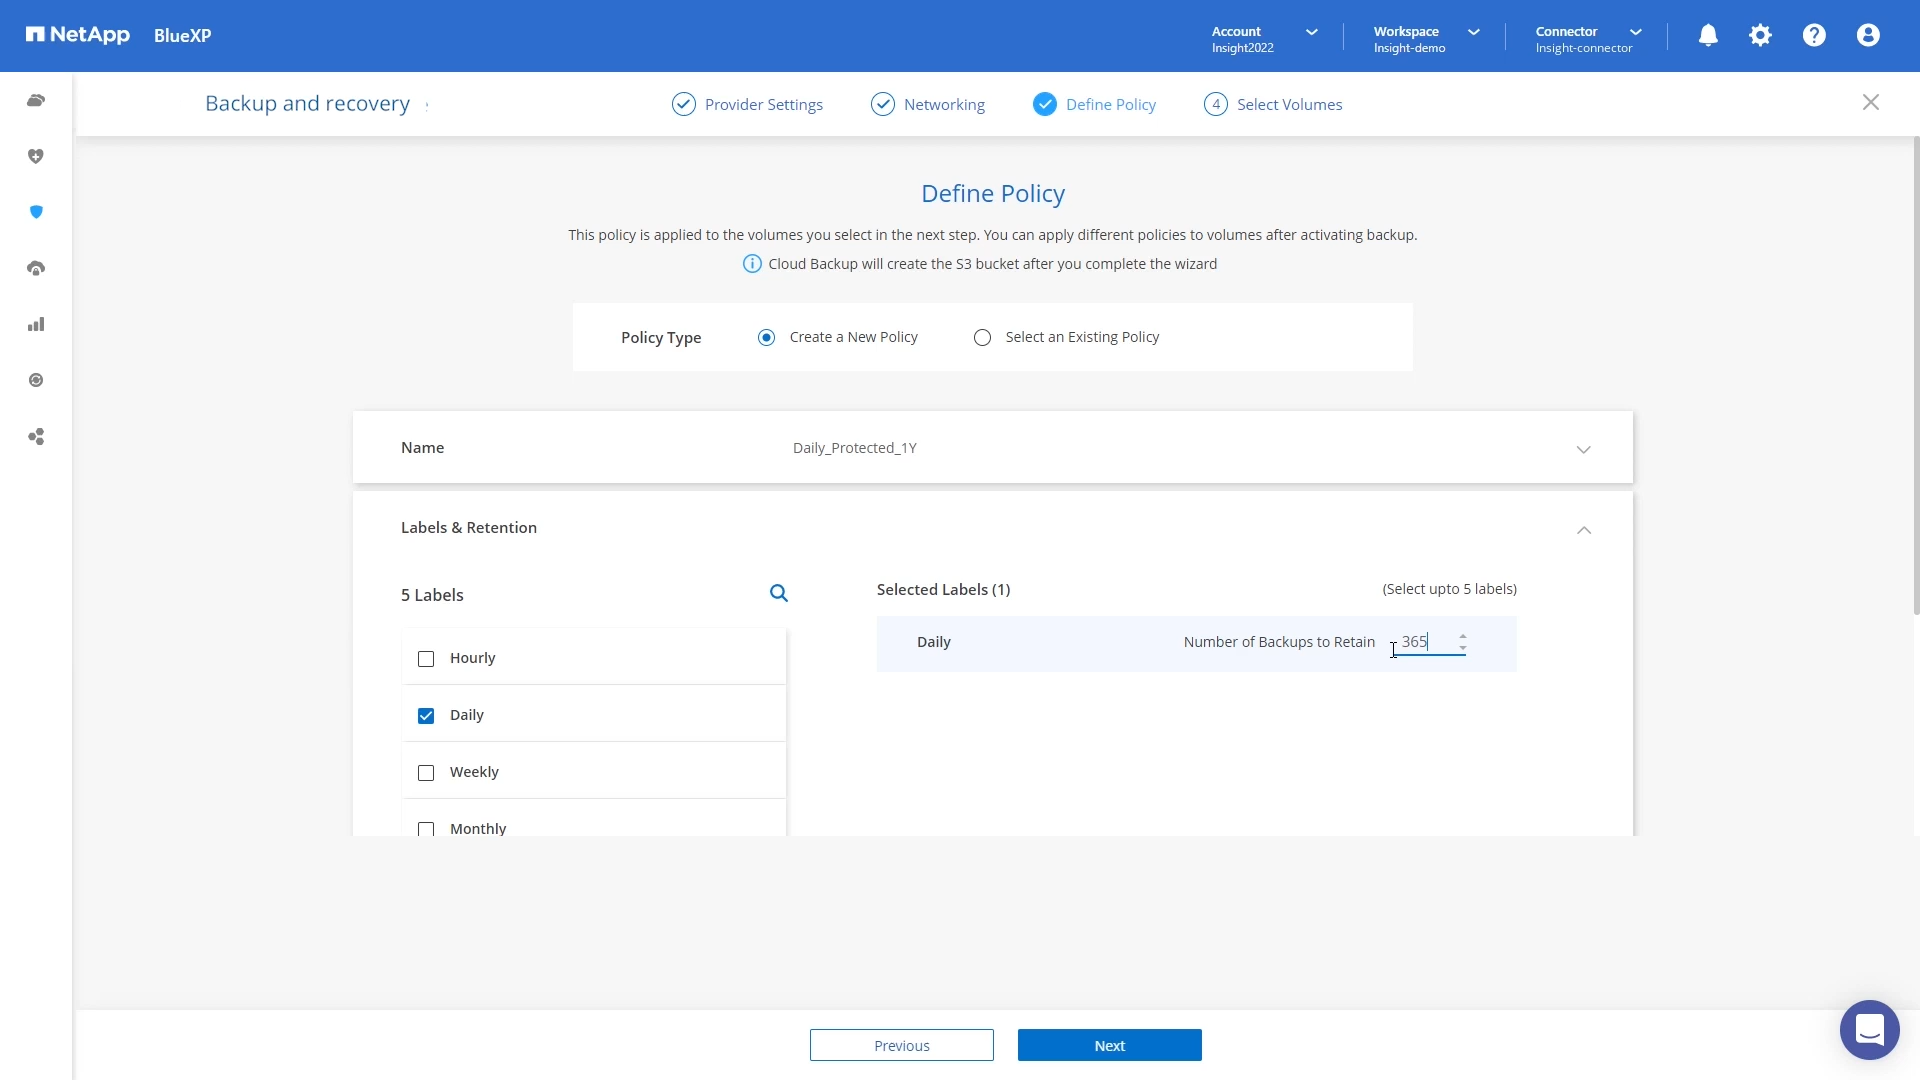 NetApp BlueXP
Account
Insight2022
Workspace
Insight-demo
Connector
Insight-connector
Backup and recovery
Provider Settings
Networking
Define Policy
4 Select Volumes
Define Policy
This policy is applied to the volumes you select in the next step. You can apply different policies to volumes after activating backup.
Cloud Backup will create the S3 bucket after you complete the wizard
Policy Type
Create a New Policy
Select an Existing Policy
Name
Daily_Protected_1Y
Labels & Retention
5 Labels
Hourly
Daily
Weekly
Monthly
Selected Labels (1)
(Select upto 5 labels)
Daily
Number of Backups to Retain
365
Previous
Next